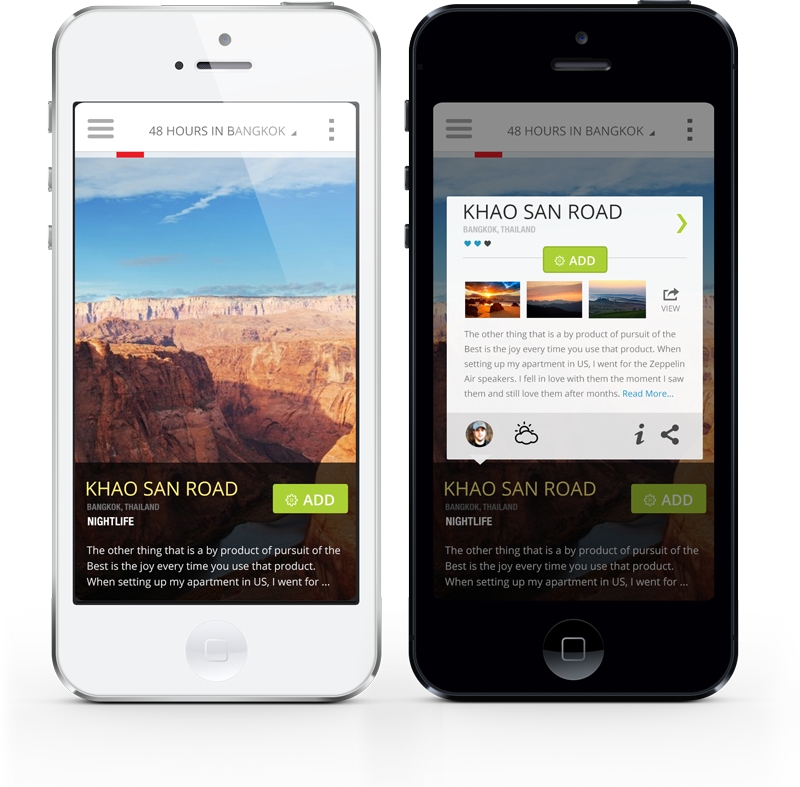 48 HOURS IN BANGKOK
KHAO SAN ROAD
BANGKOK, THAILAND
NIGHTLIFE
ADD
The other thing that is a by product of pursuit of the
Best is the joy every time you use that product.
When setting up my apartment in US, I went for ...
48 HOURS IN BANGKOK
KHAO SAN ROAD
BANGKOK, THAILAND
ADD
VIEW
The other thing that is a by product of pursuit of the
Best is the joy every time you use that product. When
setting up my apartment in US, I went for the Zeppelin
Air speakers. I fell in love with them the moment I saw
them and still love them after months. Read More...
i
KHAO SAN ROAD
BANGKOK, THAILAND
NIGHTLIFE
ADD
The other thing that is a by product of pursuit of the
Best is the joy every time you use that product.
When setting up my apartment in US, I went for ...